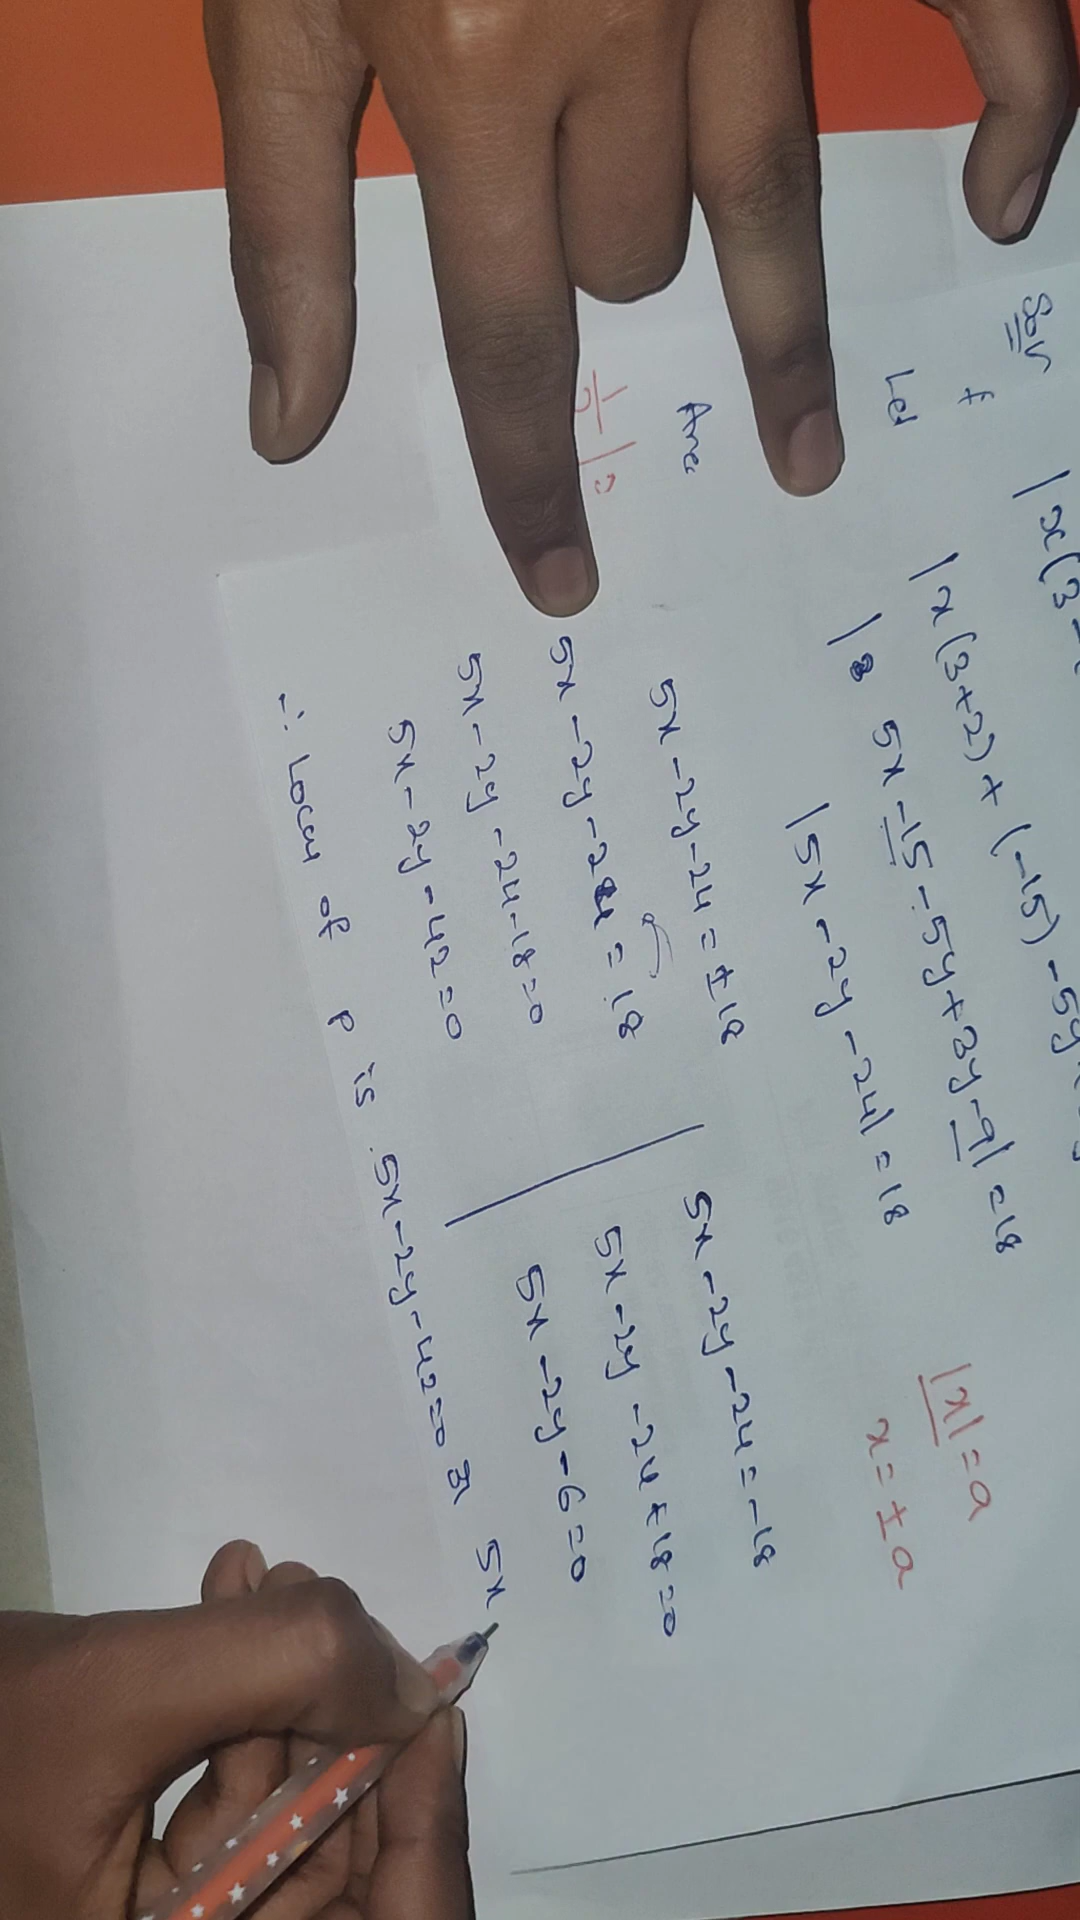 Sol
|x(3-
|x(3+2)+(-15)-5y
Let | 5x-15-5y+3y-9|=18
|5x-2y-24|=18
|x|=a
x=±a
Area
5x-2y-24=±18
5x-2y-24=18
5x-2y-24-18=0
5x-2y-42=0
5x-2y-24=-18
5x-2y-24+18=0
5x-2y-6=0
∴ Locus of P is 5x-2y-42=0 or 5x